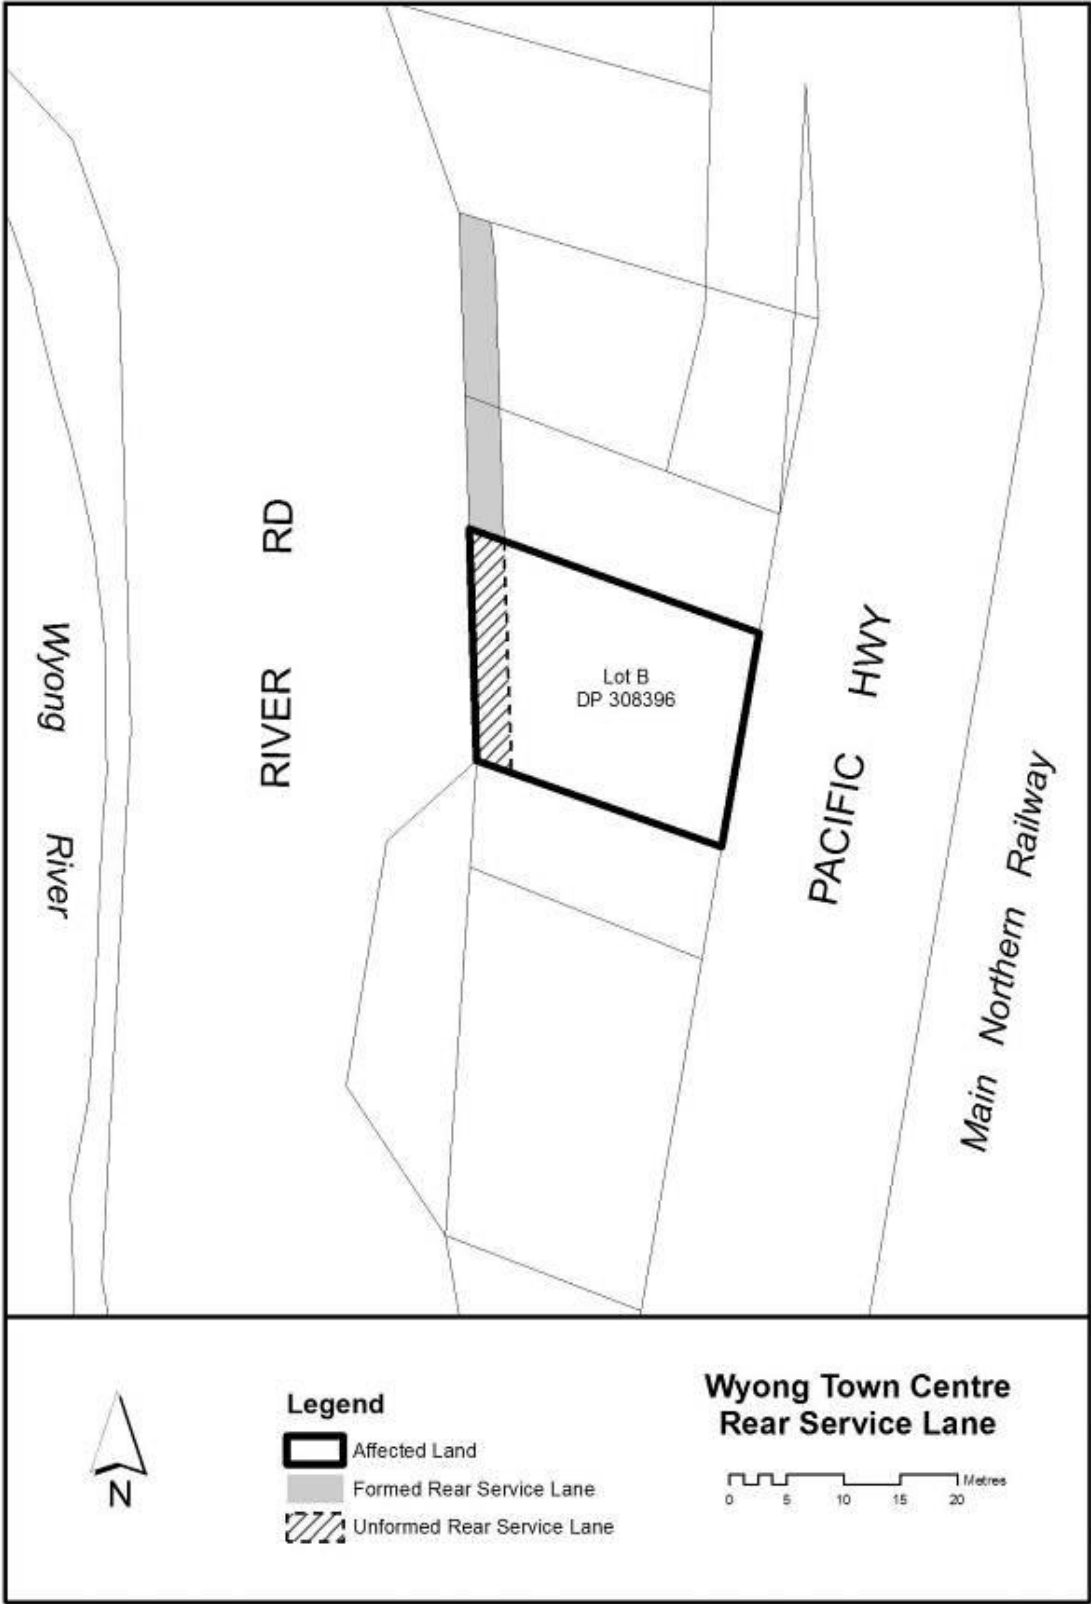 RIVER RD
Wyong River
Lot B
DP 308396
PACIFIC HWY
Main Northern Railway
N
Legend
Affected Land
Formed Rear Service Lane
Unformed Rear Service Lane
Wyong Town Centre
Rear Service Lane
Metres
0 5 10 15 20